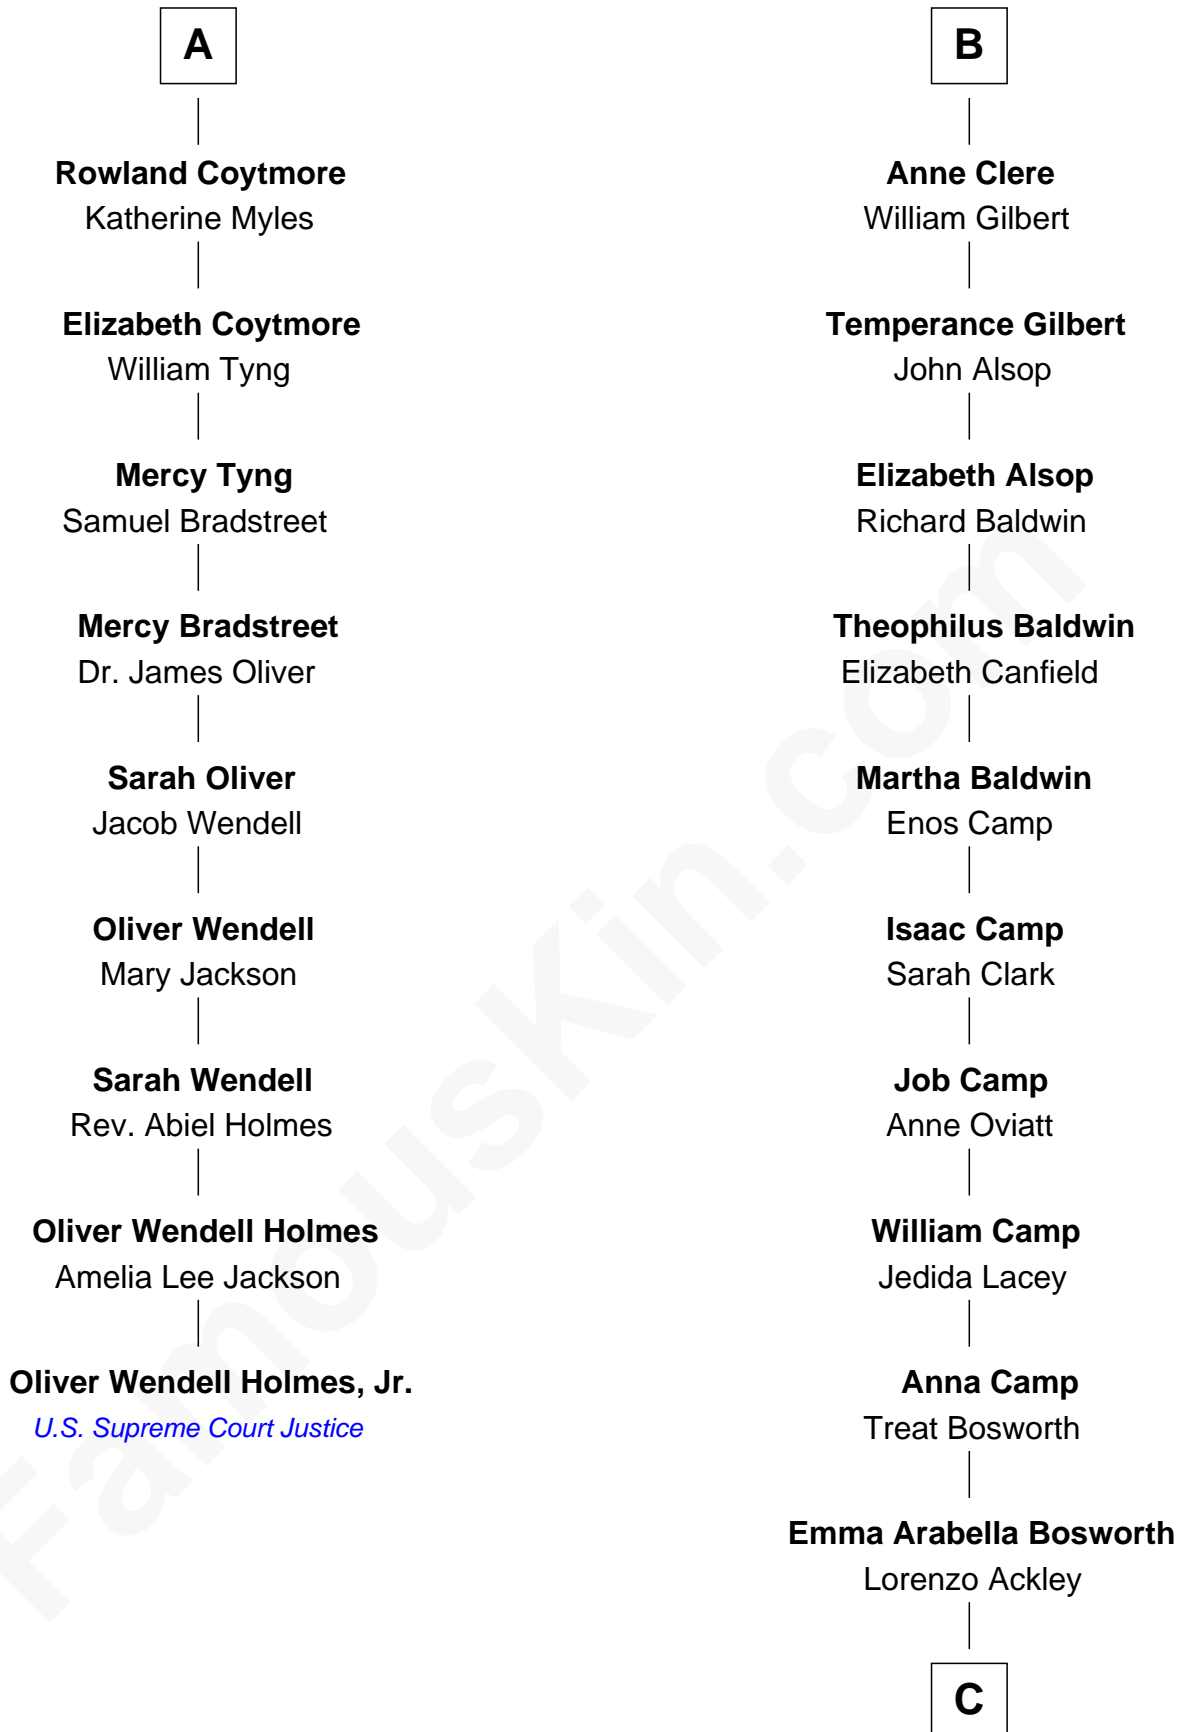 A
Rowland Coytmore
Katherine Myles
Elizabeth Coytmore
William Tyng
Mercy Tyng
Samuel Bradstreet
Mercy Bradstreet
Dr. James Oliver
Sarah Oliver
Jacob Wendell
Oliver Wendell
Mary Jackson
Sarah Wendell
Rev. Abiel Holmes
Oliver Wendell Holmes
Amelia Lee Jackson
Oliver Wendell Holmes, Jr.
U.S. Supreme Court Justice
B
Anne Clere
William Gilbert
Temperance Gilbert
John Alsop
Elizabeth Alsop
Richard Baldwin
Theophilus Baldwin
Elizabeth Canfield
Martha Baldwin
Enos Camp
Isaac Camp
Sarah Clark
Job Camp
Anne Oviatt
William Camp
Jedida Lacey
Anna Camp
Treat Bosworth
Emma Arabella Bosworth
Lorenzo Ackley
C
FamousKin.com